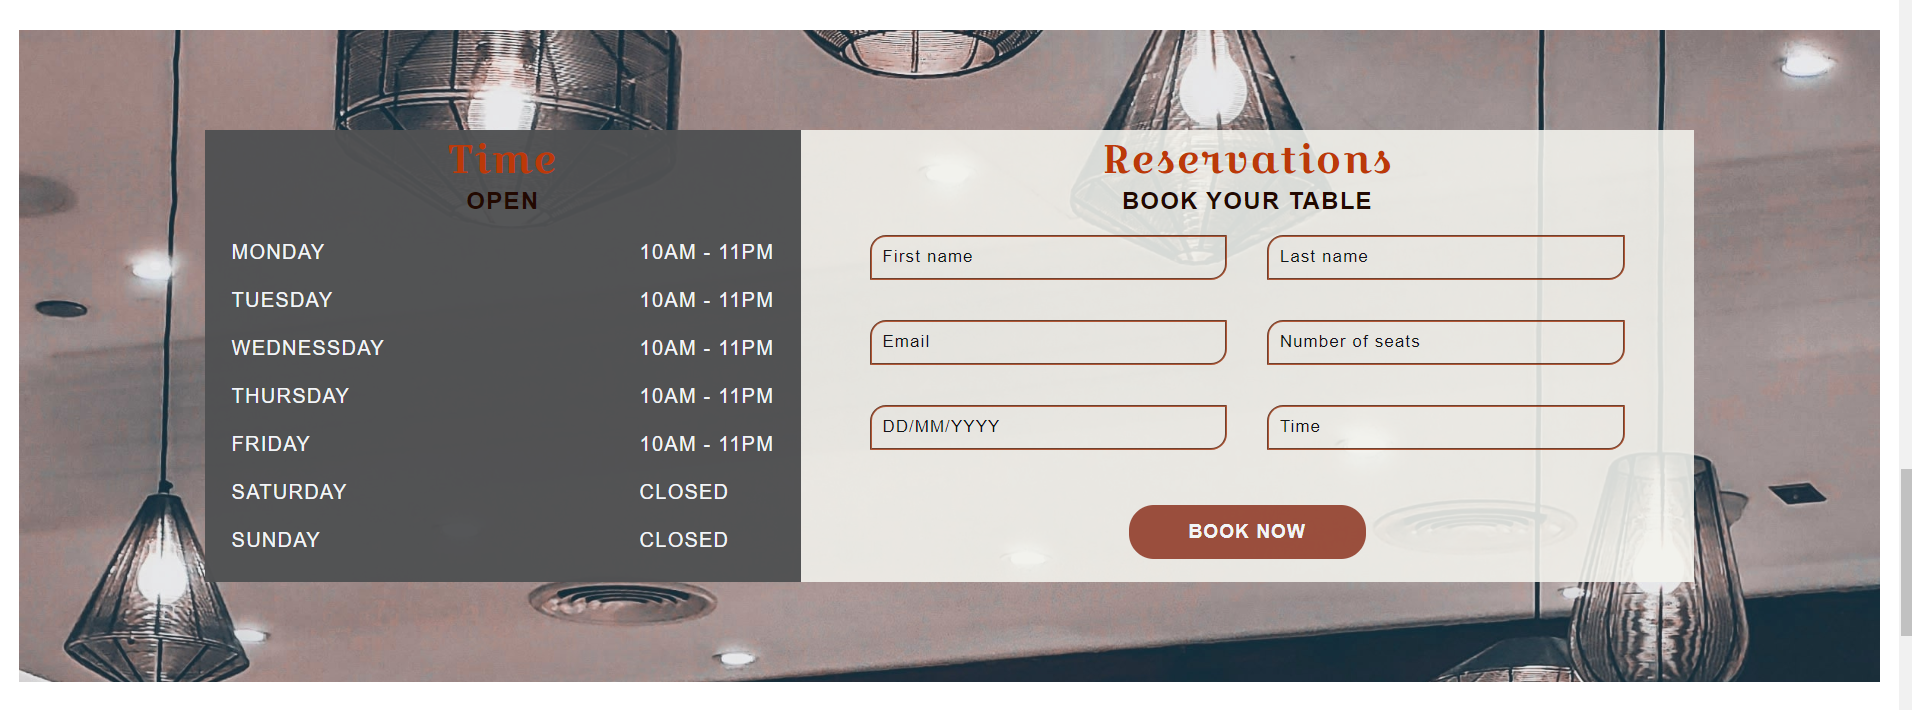 Time
OPEN
MONDAY 10AM - 11PM
TUESDAY 10AM - 11PM
WEDNESSDAY 10AM - 11PM
THURSDAY 10AM - 11PM
FRIDAY 10AM - 11PM
SATURDAY CLOSED
SUNDAY CLOSED
Reservations
BOOK YOUR TABLE
First name Last name
Email Number of seats
DD/MM/YYYY Time
BOOK NOW